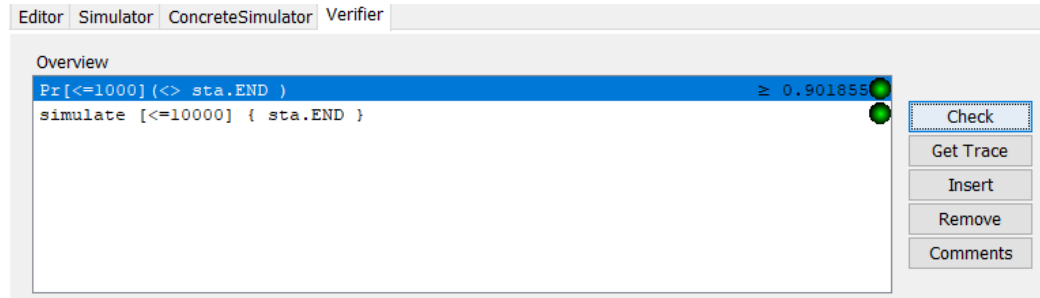 Editor Simulator ConcreteSimulator Verifier
Overview
Pr[<=1000](<> sta.END ) ≥ 0.901855
simulate [<=10000] { sta.END }
Check
Get Trace
Insert
Remove
Comments